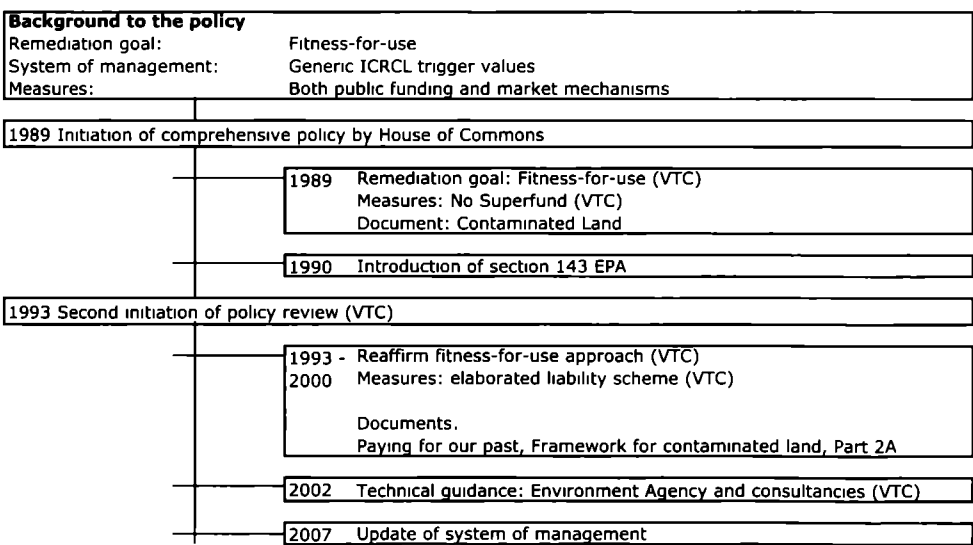 Background to the policy
Remediation goal: Fitness-for-use
System of management: Generic ICRCL trigger values
Measures: Both public funding and market mechanisms
1989 Initiation of comprehensive policy by House of Commons
1989 Remediation goal: Fitness-for-use (VTC)
Measures: No Superfund (VTC)
Document: Contaminated Land
1990 Introduction of section 143 EPA
1993 Second initiation of policy review (VTC)
1993 - Reaffirm fitness-for-use approach (VTC)
2000 Measures: elaborated liability scheme (VTC)
Documents.
Paying for our past, Framework for contaminated land, Part 2A
2002 Technical guidance: Environment Agency and consultancies (VTC)
2007 Update of system of management